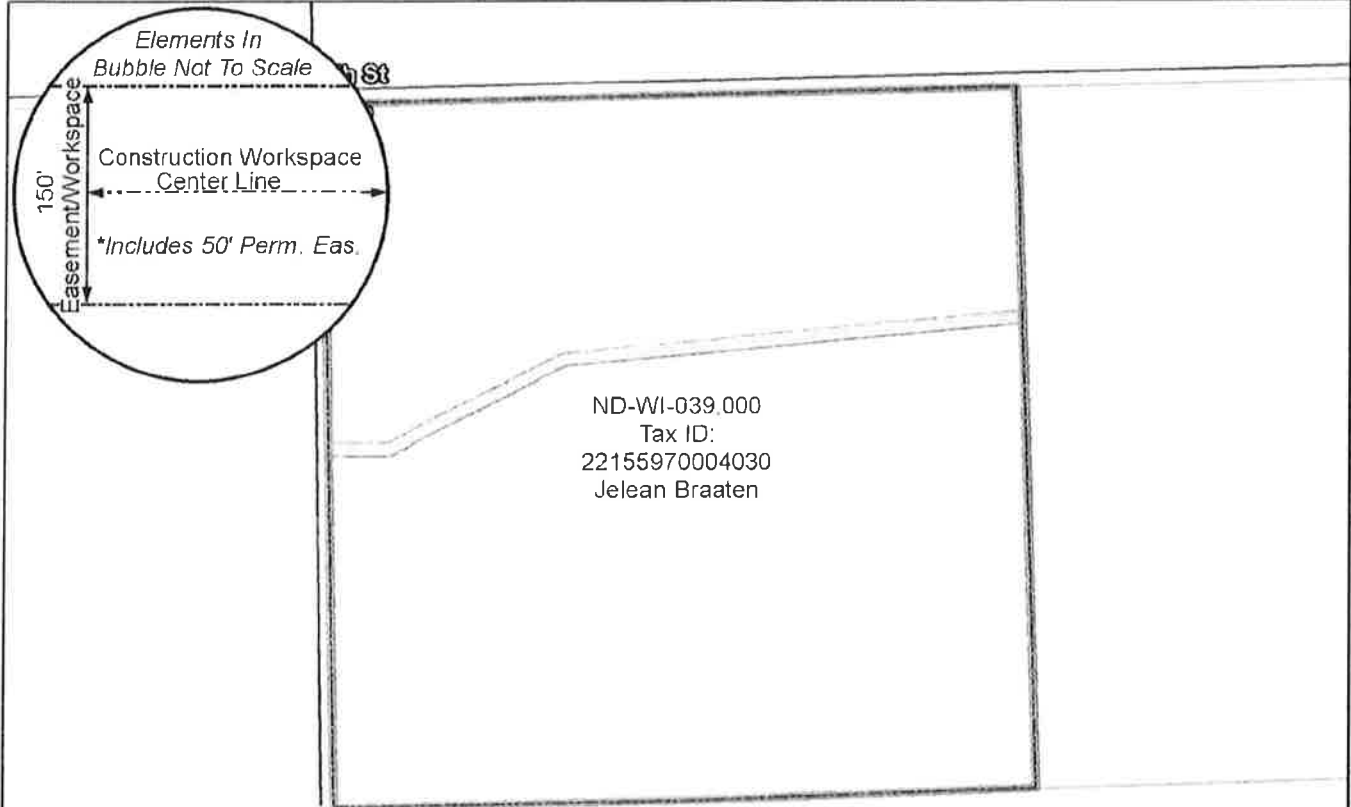 Elements In
Bubble Not To Scale
h St
150'
Easement/Workspace
Construction Workspace
Center Line
*Includes 50' Perm. Eas.
ND-WI-039.000
Tax ID:
22155970004030
Jelean Braaten